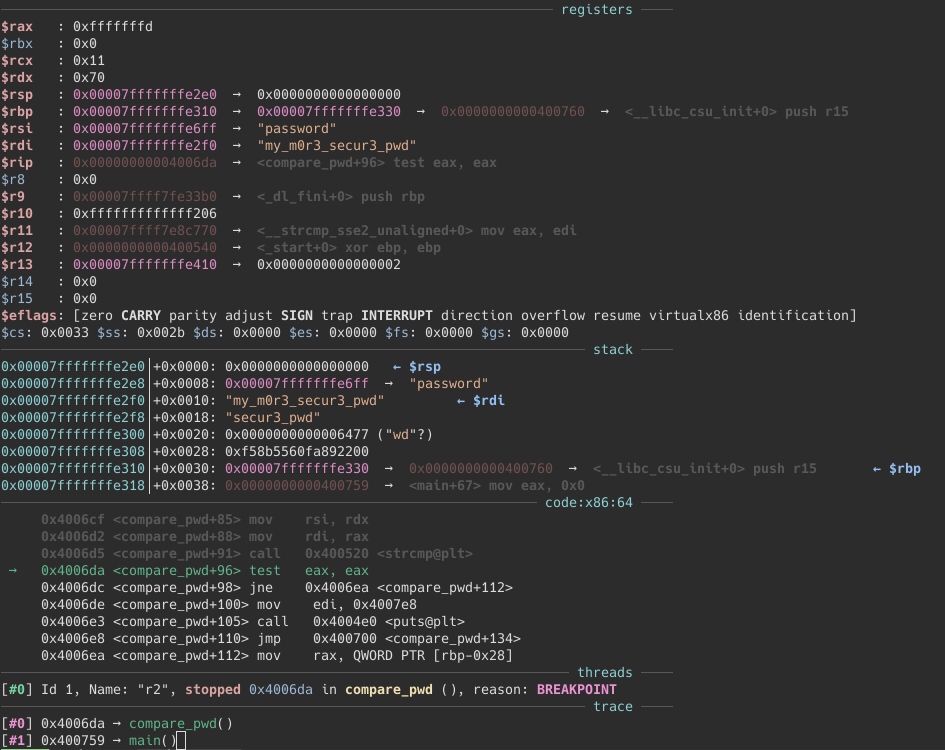 registers
$rax   : 0xfffffffd
$rbx   : 0x0
$rcx   : 0x11
$rdx   : 0x70
$rsp   : 0x00007fffffffe2e0  →  0x0000000000000000
$rbp   : 0x00007fffffffe310  →  0x00007fffffffe330  →  0x0000000000400760  →  <__libc_csu_init+0> push r15
$rsi   : 0x00007fffffffe6ff  →  "password"
$rdi   : 0x00007fffffffe2f0  →  "my_m0r3_secur3_pwd"
$rip   : 0x00000000004006da  →  <compare_pwd+96> test eax, eax
$r8    : 0x0
$r9    : 0x00007ffff7fe33b0  →  <_dl_fini+0> push rbp
$r10   : 0xfffffffffffff206
$r11   : 0x00007ffff7e8c770  →  <__strcmp_sse2_unaligned+0> mov eax, edi
$r12   : 0x0000000000400540  →  <_start+0> xor ebp, ebp
$r13   : 0x00007fffffffe410  →  0x0000000000000002
$r14   : 0x0
$r15   : 0x0
$eflags: [zero CARRY parity adjust SIGN trap INTERRUPT direction overflow resume virtualx86 identification]
$cs: 0x0033 $ss: 0x002b $ds: 0x0000 $es: 0x0000 $fs: 0x0000 $gs: 0x0000
stack
0x00007fffffffe2e0│+0x0000: 0x0000000000000000   ← $rsp
0x00007fffffffe2e8│+0x0008: 0x00007fffffffe6ff  →  "password"
0x00007fffffffe2f0│+0x0010: "my_m0r3_secur3_pwd"   ← $rdi
0x00007fffffffe2f8│+0x0018: "secur3_pwd"
0x00007fffffffe300│+0x0020: 0x0000000000006477 ("wd"?)
0x00007fffffffe308│+0x0028: 0xf58b5560fa892200
0x00007fffffffe310│+0x0030: 0x00007fffffffe330  →  0x0000000000400760  →  <__libc_csu_init+0> push r15   ← $rbp
0x00007fffffffe318│+0x0038: 0x0000000000400759  →  <main+67> mov eax, 0x0
code:x86:64
0x4006cf <compare_pwd+85> mov    rsi, rdx
0x4006d2 <compare_pwd+88> mov    rdi, rax
0x4006d5 <compare_pwd+91> call   0x400520 <strcmp@plt>
→   0x4006da <compare_pwd+96> test   eax, eax
0x4006dc <compare_pwd+98> jne    0x4006ea <compare_pwd+112>
0x4006de <compare_pwd+100> mov    edi, 0x4007e8
0x4006e3 <compare_pwd+105> call   0x4004e0 <puts@plt>
0x4006e8 <compare_pwd+110> jmp    0x400700 <compare_pwd+134>
0x4006ea <compare_pwd+112> mov    rax, QWORD PTR [rbp-0x28]
threads
[#0] Id 1, Name: "r2", stopped 0x4006da in compare_pwd (), reason: BREAKPOINT
trace
[#0] 0x4006da → compare_pwd()
[#1] 0x400759 → main()